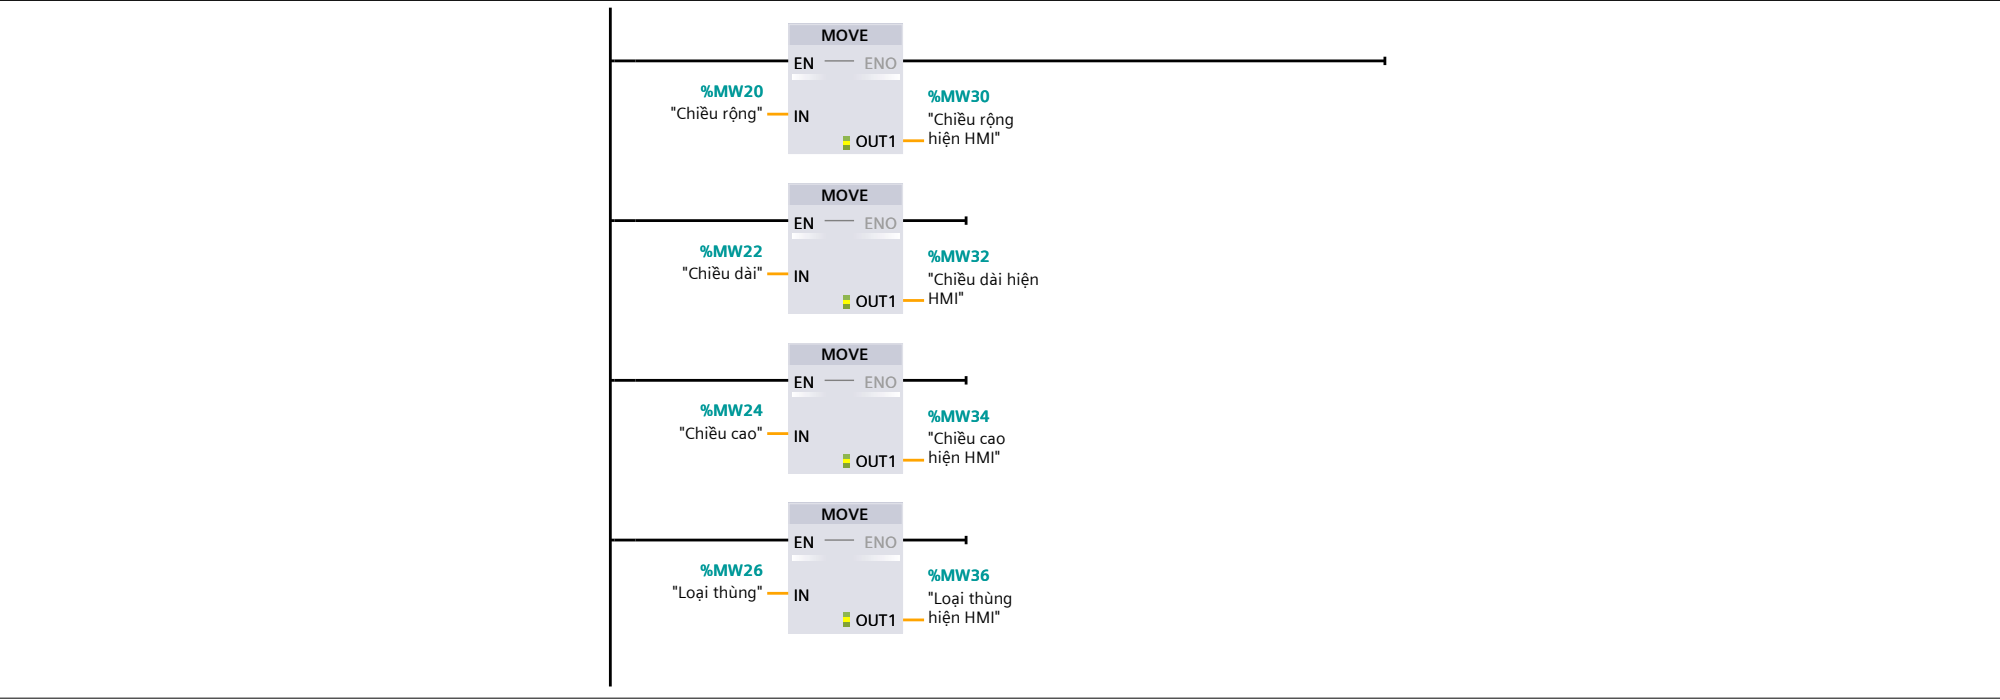 MOVE
EN
ENO
%MW20
"Chiều rộng"
IN
%MW30
"Chiều rộng
hiện HMI"
OUT1
MOVE
EN
ENO
%MW22
"Chiều dài"
IN
%MW32
"Chiều dài hiện
HMI"
OUT1
MOVE
EN
ENO
%MW24
"Chiều cao"
IN
%MW34
"Chiều cao
hiện HMI"
OUT1
MOVE
EN
ENO
%MW26
"Loại thùng"
IN
%MW36
"Loại thùng
hiện HMI"
OUT1